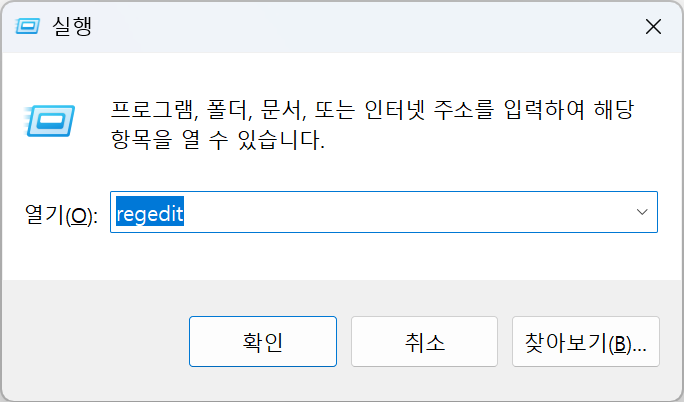 실행
프로그램, 폴더, 문서, 또는 인터넷 주소를 입력하여 해당
항목을 열 수 있습니다.
열기(O): regedit
확인 취소 찾아보기(B)...